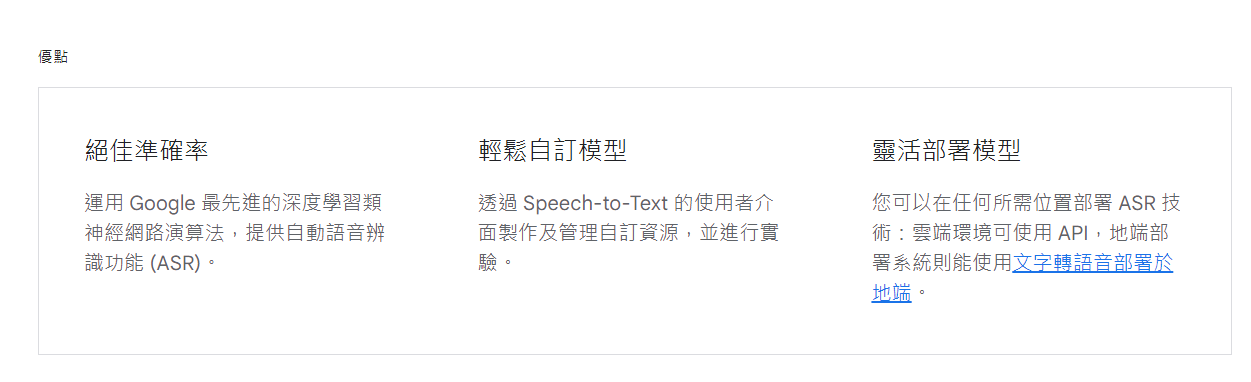 優點
絕佳準確率
運用 Google 最先進的深度學習類
神經網路演算法，提供自動語音辨
識功能 (ASR)。
輕鬆自訂模型
透過 Speech-to-Text 的使用者介
面製作及管理自訂資源，並進行實
驗。
靈活部署模型
您可以在任何所需位置部署 ASR 技
術：雲端環境可使用 API，地端部
署系統則能使用文字轉語音部署於
地端。